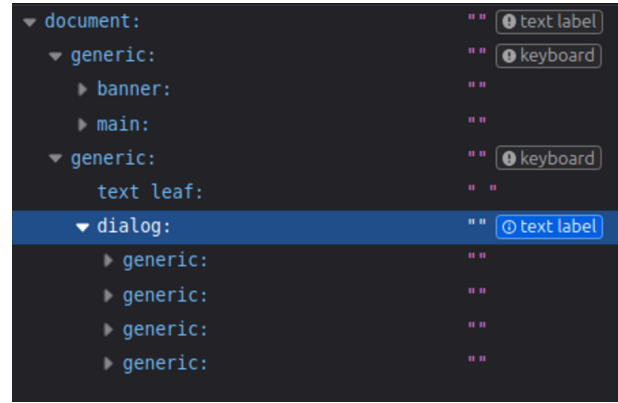 document: "" text label
generic: "" keyboard
banner: ""
main: ""
generic: "" keyboard
text leaf: " "
dialog: "" text label
generic: ""
generic: ""
generic: ""
generic: ""